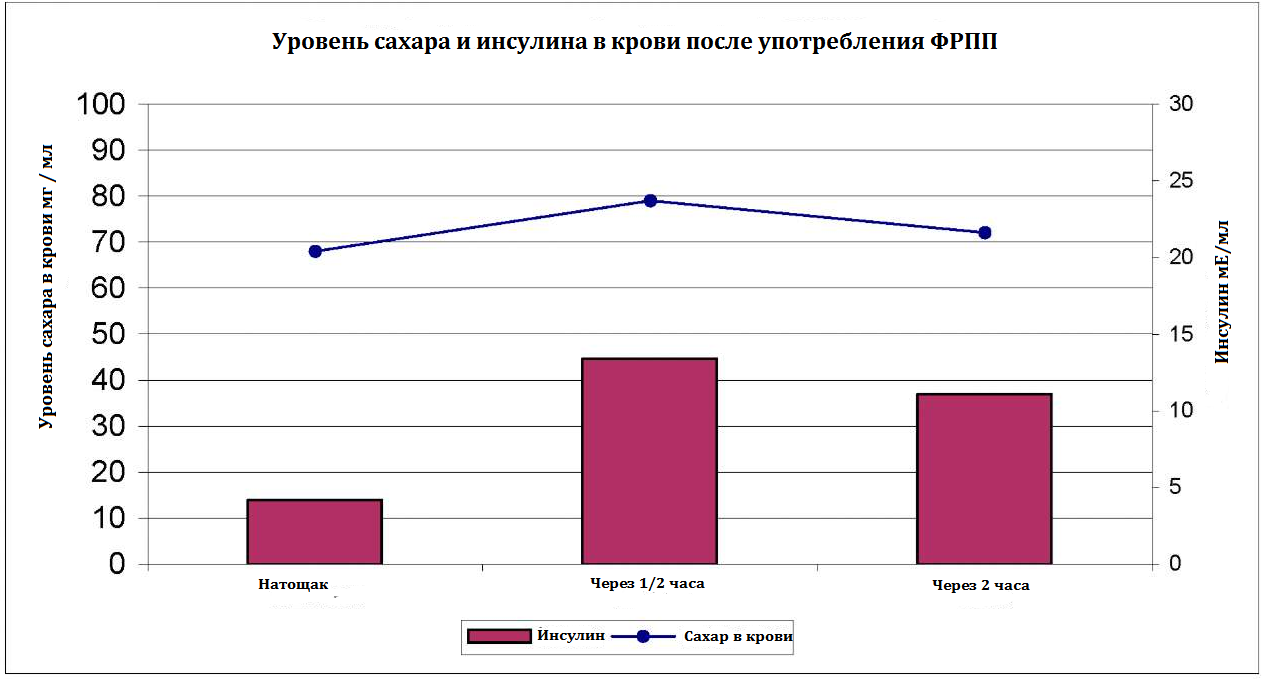 Уровень сахара и инсулина в крови после употребления ФРПП
Уровень сахара в крови мг / мл
100
90
80
70
60
50
40
30
20
10
0
30
25
20
15
10
5
0
Инсулин мЕ/мл
Натощак
Через 1/2 часа
Через 2 часа
Инсулин
Сахар в крови